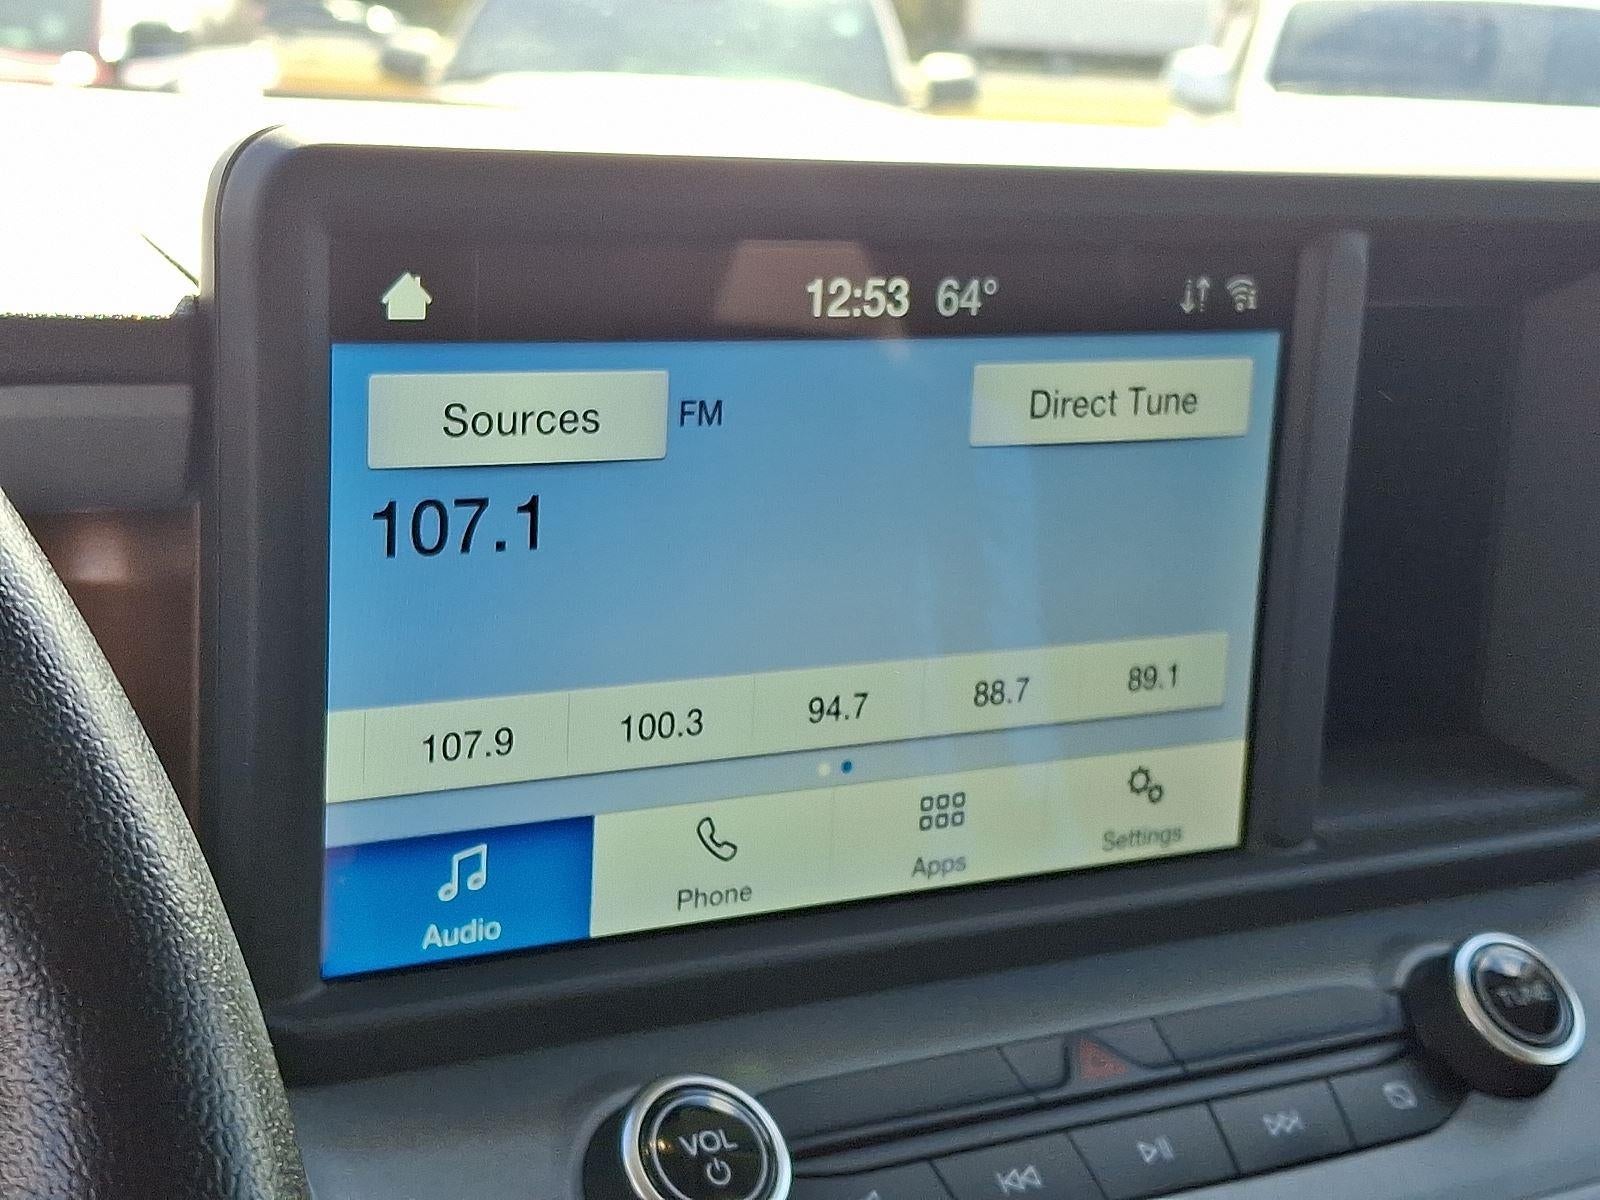 12:53 64°
Sources FM Direct Tune
107.1
107.9 100.3 94.7 88.7 89.1
Audio Phone Apps Settings
VOL
TUNE